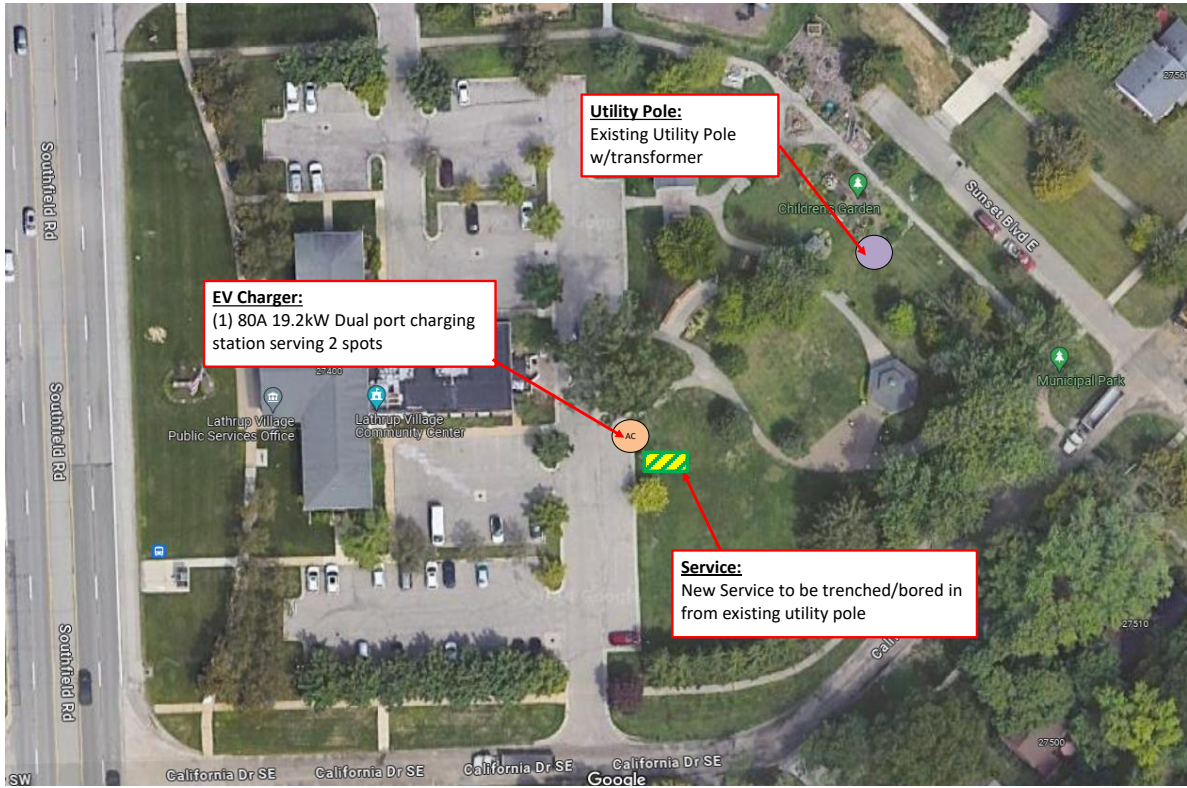 Utility Pole:
Existing Utility Pole
w/transformer
Children's Garden
Sunset Blvd E
Southfield Rd
EV Charger:
(1) 80A 19.2kW Dual port charging
station serving 2 spots
27400
Lathrup Village
Public Services Office
Lathrup Village
Community Center
Municipal Park
AC
Southfield Rd
Service:
New Service to be trenched/bored in
from existing utility pole
27510
Southfield Rd
27500
California Dr SE
California Dr SE
California Dr SE
California Dr SE
Google
SW